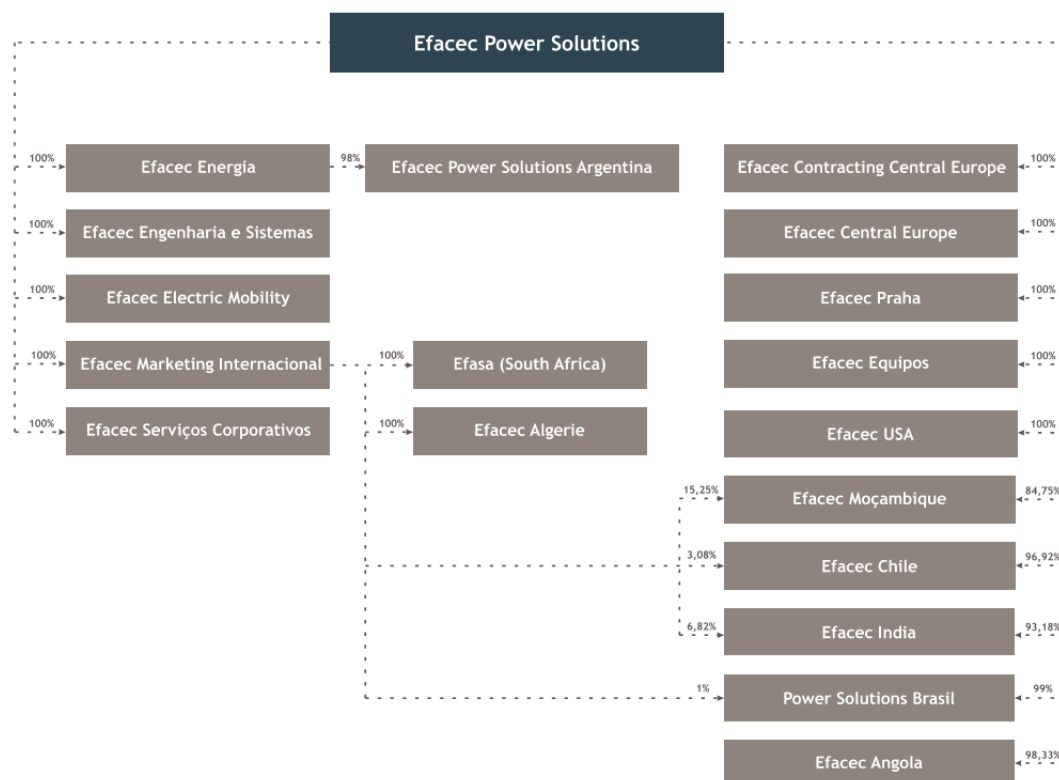 Efacec Power Solutions
100%
Efacec Energia
98%
Efacec Power Solutions Argentina
Efacec Contracting Central Europe
100%
100%
Efacec Engenharia e Sistemas
Efacec Central Europe
100%
100%
Efacec Electric Mobility
Efacec Praha
100%
100%
Efacec Marketing Internacional
100%
Efasa (South Africa)
Efacec Equipos
100%
100%
Efacec Serviços Corporativos
100%
Efacec Algerie
Efacec USA
100%
15,25%
Efacec Moçambique
84,75%
3,08%
Efacec Chile
96,92%
6,82%
Efacec India
93,18%
1%
Power Solutions Brasil
99%
Efacec Angola
98,33%